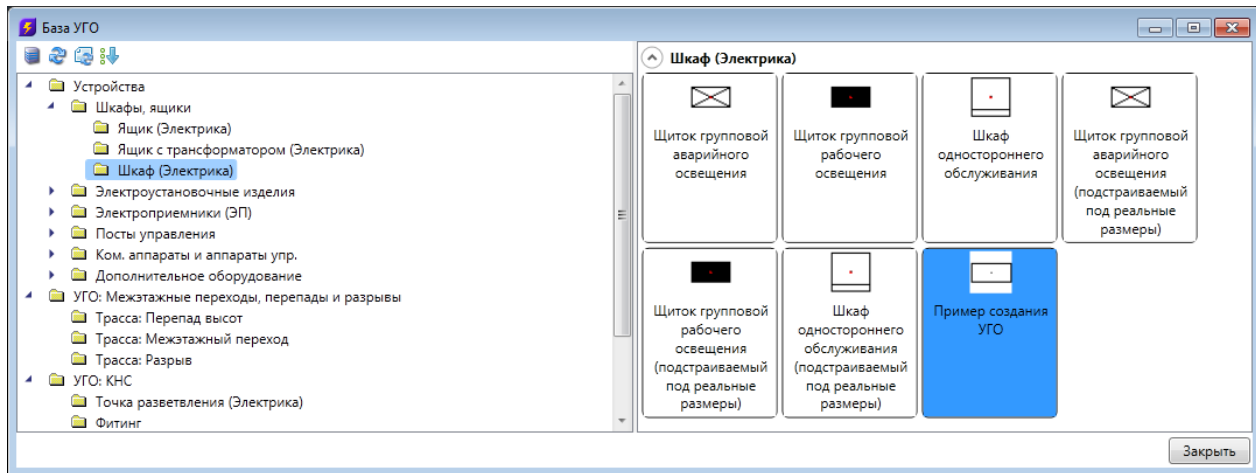 База УГО
Устройства
Шкафы, ящики
Ящик (Электрика)
Ящик с трансформатором (Электрика)
Шкаф (Электрика)
Электроустановочные изделия
Электроприемники (ЭП)
Посты управления
Ком. аппараты и аппараты упр.
Дополнительное оборудование
УГО: Межэтажные переходы, перепады и разрывы
Трасса: Перепад высот
Трасса: Межэтажный переход
Трасса: Разрыв
УГО: КНС
Точка разветвления (Электрика)
Фитинг
Шкаф (Электрика)
Щиток групповой
аварийного
освещения
Щиток групповой
рабочего
освещения
Шкаф
одностороннего
обслуживания
Щиток групповой
аварийного
освещения
(подстраиваемый
под реальные
размеры)
Щиток групповой
рабочего
освещения
(подстраиваемый
под реальные
размеры)
Шкаф
одностороннего
обслуживания
(подстраиваемый
под реальные
размеры)
Пример создания
УГО
Закрыть